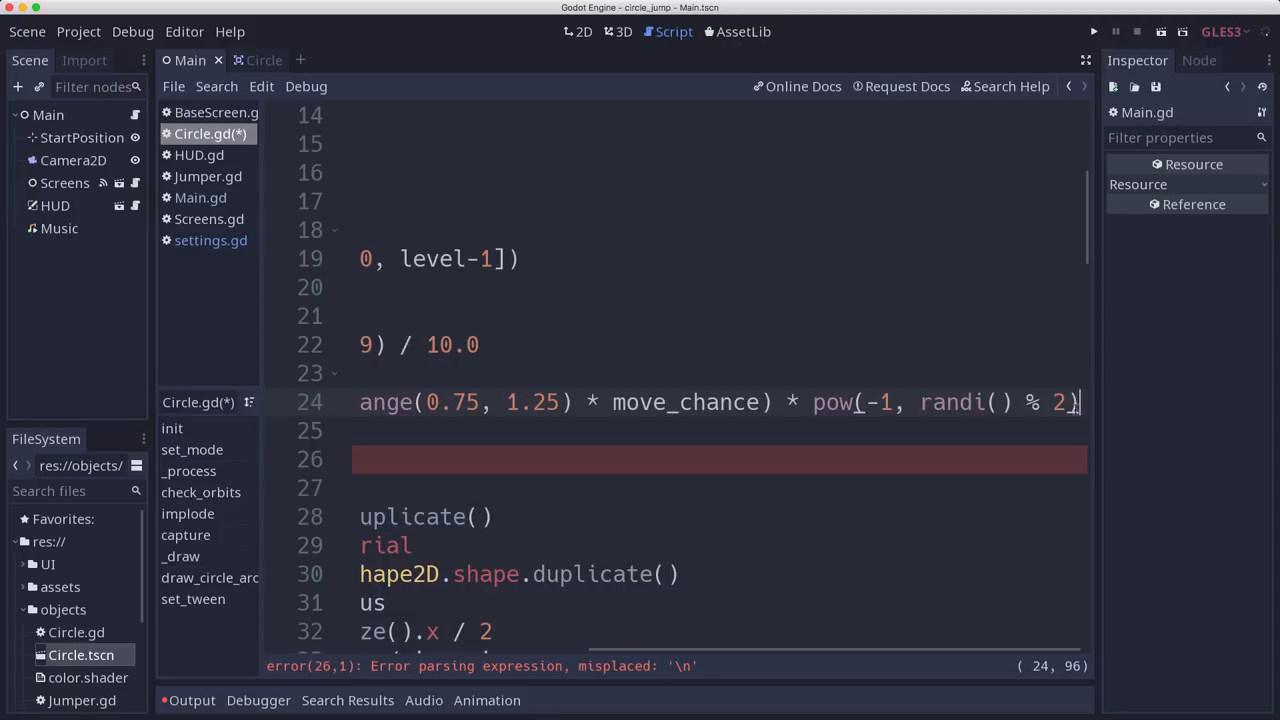 Godot Engine - circle_jump - Main.tscn
Scene Project Debug Editor Help
2D 3D Script AssetLib
GLES3
Scene Import
Main Circle
Inspector Node
Filter nodes
File Search Edit Debug
Online Docs Request Docs Search Help
Main
StartPosition
Camera2D
Screens
HUD
Music
BaseScreen.g
Circle.gd(*)
HUD.gd
Jumper.gd
Main.gd
Screens.gd
settings.gd
Circle.gd(*)
init
set_mode
_process
check_orbits
implode
capture
_draw
draw_circle_arc
set_tween
14
15
16
17
18
19 0, level-1])
20
21
22 9) / 10.0
23
24 ange(0.75, 1.25) * move_chance) * pow(-1, randi() % 2)
25
26
27
28 uplicate()
29 rial
30 hape2D.shape.duplicate()
31 us
32 ze().x / 2
error(26,1): Error parsing expression, misplaced: '\n'
( 24, 96)
Main.gd
Filter properties
Resource
Resource
Reference
FileSystem
res://objects/
Search files
Favorites:
res://
UI
assets
objects
Circle.gd
Circle.tscn
color.shader
Jumper.gd
Output Debugger Search Results Audio Animation